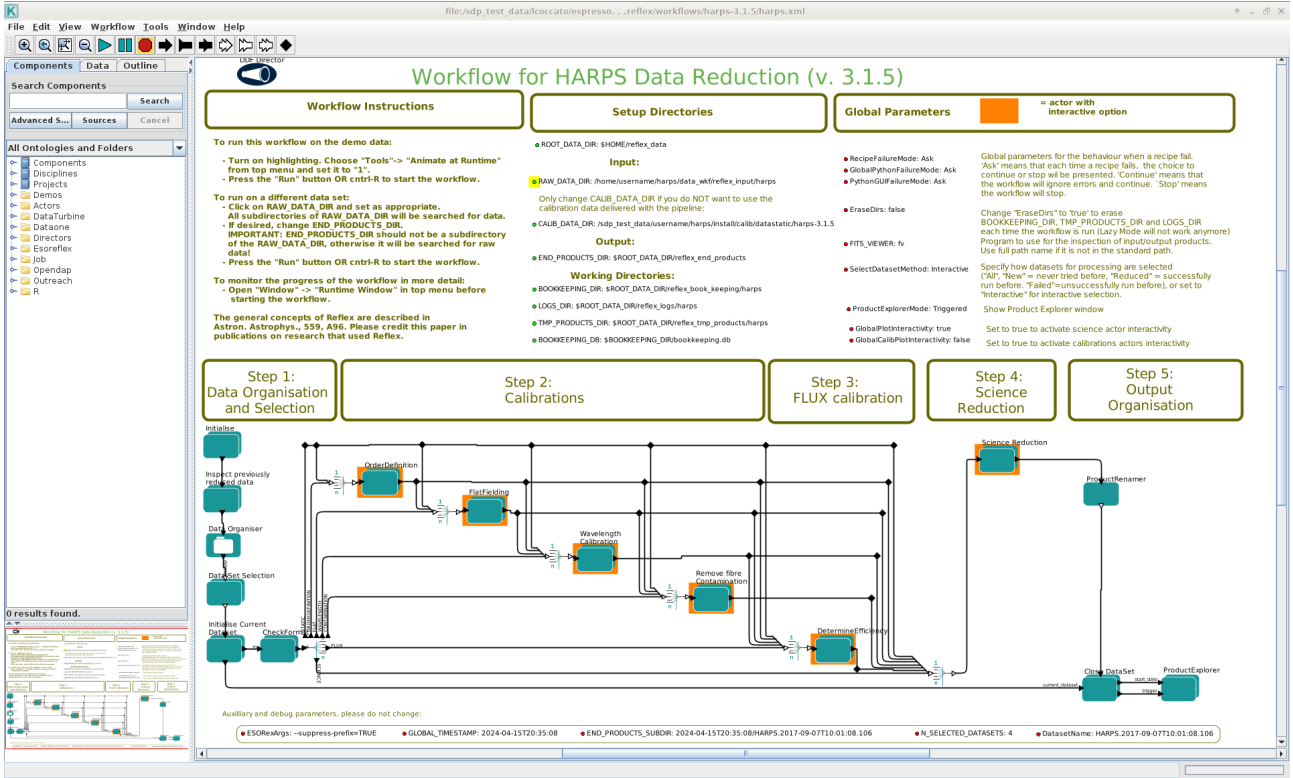 file:/sdp_test_data/lcoccato/espresso. . .reflex/workflows/harps-3.1.5/harps.xml
File Edit View Workflow Tools Window Help
Components Data Outline
Search Components
Search
Advanced S... Sources Cancel
All Ontologies and Folders
Components
Disciplines
Projects
Demos
Actors
DataTurbine
Dataone
Directors
Esoreflex
Job
Opendap
Outreach
R
0 results found.
DDF Director
Workflow for HARPS Data Reduction (v. 3.1.5)
Workflow Instructions
To run this workflow on the demo data:
- Turn on highlighting. Choose "Tools"-> "Animate at Runtime"
from top menu and set it to "1".
- Press the "Run" button OR cntrl-R to start the workflow.
To run on a different data set:
- Click on RAW_DATA_DIR and set as appropriate.
All subdirectories of RAW_DATA_DIR will be searched for data.
- If desired, change END_PRODUCTS_DIR.
IMPORTANT: END_PRODUCTS_DIR should not be a subdirectory
of the RAW_DATA_DIR, otherwise it will be searched for raw
data!
- Press the "Run" button OR cntrl-R to start the workflow.
To monitor the progress of the workflow in more detail:
- Open "Window" -> "Runtime Window" in top menu before
starting the workflow.
The general concepts of Reflex are described in
Astron. Astrophys., 559, A96. Please credit this paper in
publications on research that used Reflex.
Setup Directories
ROOT_DATA_DIR: $HOME/reflex_data
Input:
RAW_DATA_DIR: /home/username/harps/data_wkf/reflex_input/harps
Only change CALIB_DATA_DIR if you do NOT want to use the
calibration data delivered with the pipeline:
CALIB_DATA_DIR: /sdp_test_data/username/harps/install/calib/datastatic/harps-3.1.5
Output:
END_PRODUCTS_DIR: $ROOT_DATA_DIR/reflex_end_products
Working Directories:
BOOKKEEPING_DIR: $ROOT_DATA_DIR/reflex_book_keeping/harps
LOGS_DIR: $ROOT_DATA_DIR/reflex_logs/harps
TMP_PRODUCTS_DIR: $ROOT_DATA_DIR/reflex_tmp_products/harps
BOOKKEEPING_DB: $BOOKKEEPING_DIR/bookkeeping.db
Global Parameters
= actor with
interactive option
RecipeFailureMode: Ask
GlobalPythonFailureMode: Ask
PythonGUIFailureMode: Ask
EraseDirs: false
FITS_VIEWER: fv
SelectDatasetMethod: Interactive
ProductExplorerMode: Triggered
GlobalPlotInteractivity: true
GlobalCalibPlotInteractivity: false
Global parameters for the behaviour when a recipe fail.
'Ask' means that each time a recipe fails, the choice to
continue or stop wil be presented. 'Continue' means that
the workflow will ignore errors and continue. `Stop' means
the workflow will stop.
Change "EraseDirs" to 'true' to erase
BOOKKEEPING_DIR, TMP_PRODUCTS_DIR and LOGS_DIR
each time the workflow is run (Lazy Mode will not work anymore)
Program to use for the inspection of input/output products.
Use full path name if it is not in the standard path.
Specify how datasets for processing are selected
("All", "New" = never tried before, "Reduced" = successfully
run before. "Failed"=unsuccessfully run before), or set to
"Interactive" for interactive selection.
Show Product Explorer window
Set to true to activate science actor interactivity
Set to true to activate calibrations actors interactivity
Step 1:
Data Organisation
and Selection
Step 2:
Calibrations
Step 3:
FLUX calibration
Step 4:
Science
Reduction
Step 5:
Output
Organisation
Initialise
Inspect previously
reduced data
Data Organiser
DataSet Selection
Initialise Current
Dataset
CheckFormat
FLUX
SCIENCE
OrderDefinition
FlatFielding
Wavelength
Calibration
Remove fibre
Contamination
DetermineEfficiency
Science Reduction
ProductRenamer
Close DataSet
ProductExplorer
current_dataset
start_data
trigger
Auxilliary and debug parameters, please do not change:
ESORexArgs: --suppress-prefix=TRUE
GLOBAL_TIMESTAMP: 2024-04-15T20:35:08
END_PRODUCTS_SUBDIR: 2024-04-15T20:35:08/HARPS.2017-09-07T10:01:08.106
N_SELECTED_DATASETS: 4
DatasetName: HARPS.2017-09-07T10:01:08.106